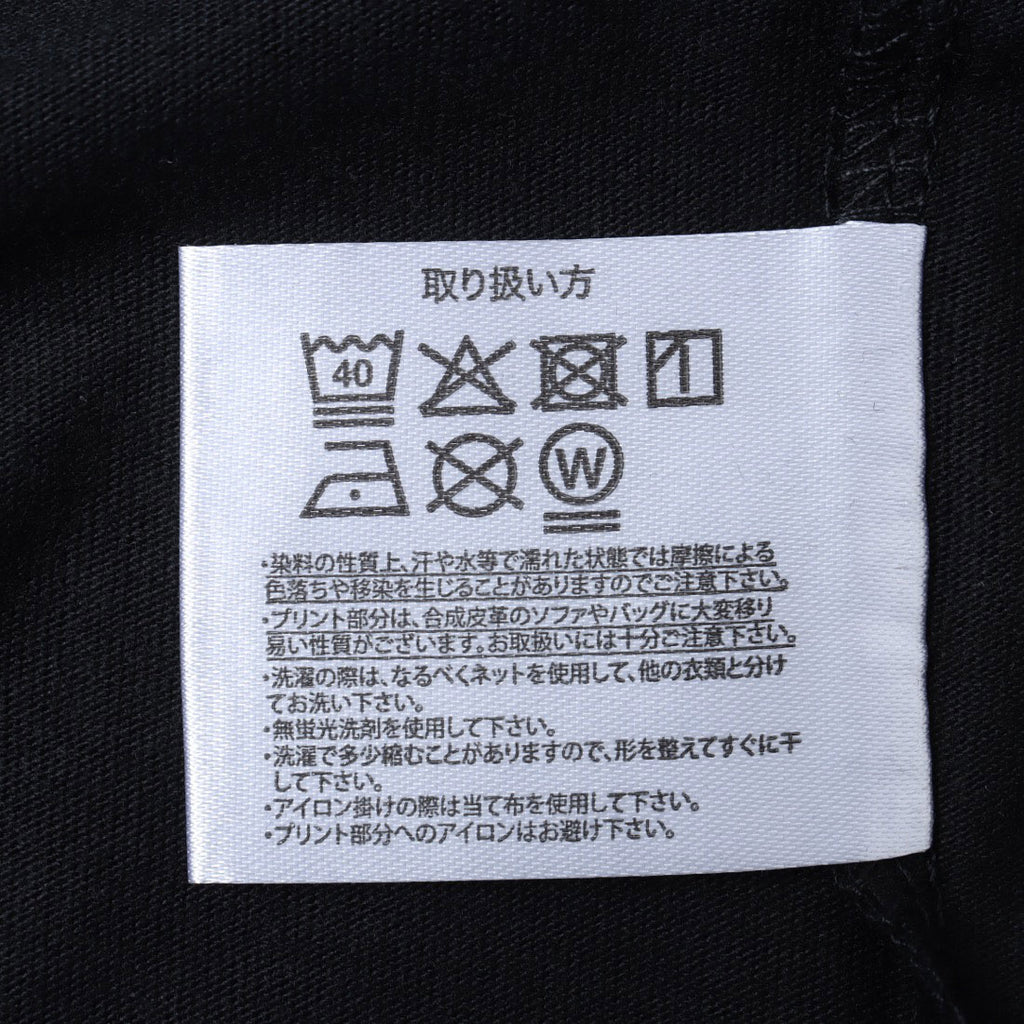 取り扱い方
40
W
・染料の性質上、汗や水等で濡れた状態では摩擦による
色落ちや移染を生じることがありますのでご注意下さい。
・プリント部分は、合成皮革のソファやバッグに大変移り
易い性質がございます。お取扱いには十分ご注意下さい。
・洗濯の際は、なるべくネットを使用して、他の衣類と分け
てお洗い下さい。
・無蛍光洗剤を使用して下さい。
・洗濯で多少縮むことがありますので、形を整えてすぐに干
して下さい。
・アイロン掛けの際は当て布を使用して下さい。
・プリント部分へのアイロンはお避け下さい。